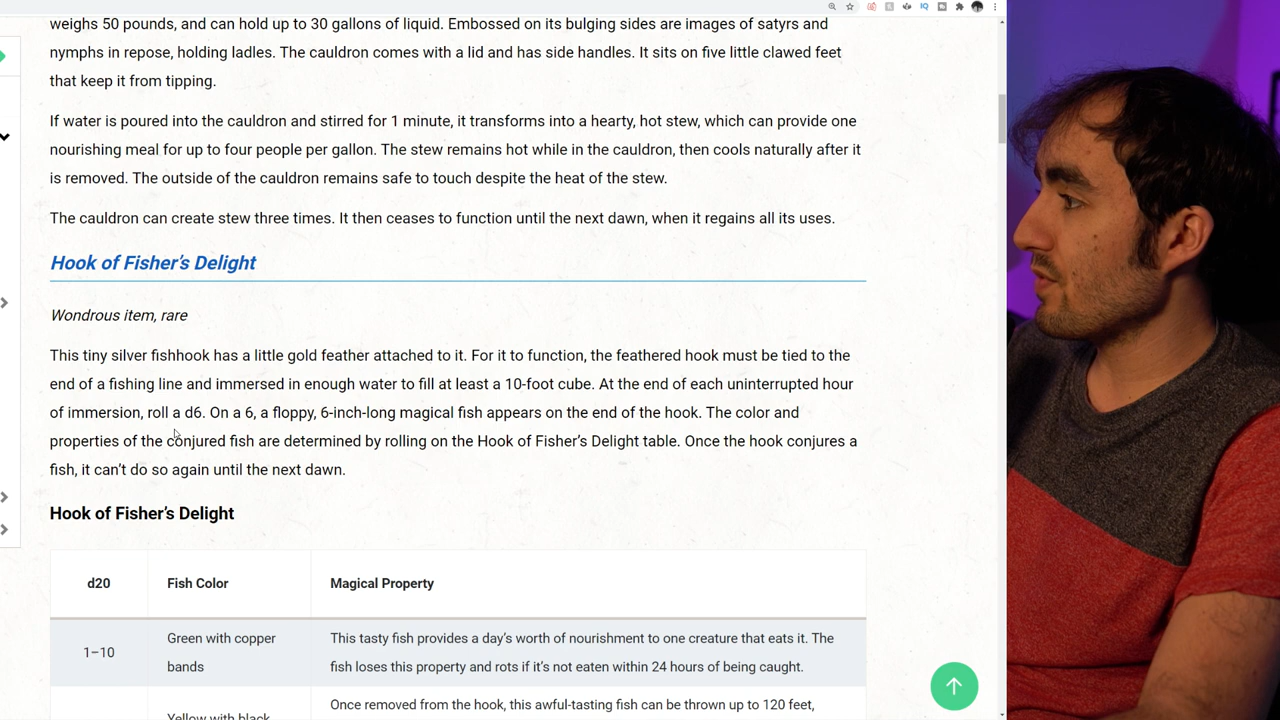 weighs 50 pounds, and can hold up to 30 gallons of liquid. Embossed on its bulging sides are images of satyrs and
nymphs in repose, holding ladles. The cauldron comes with a lid and has side handles. It sits on five little clawed feet
that keep it from tipping.
If water is poured into the cauldron and stirred for 1 minute, it transforms into a hearty, hot stew, which can provide one
nourishing meal for up to four people per gallon. The stew remains hot while in the cauldron, then cools naturally after it
is removed. The outside of the cauldron remains safe to touch despite the heat of the stew.
The cauldron can create stew three times. It then ceases to function until the next dawn, when it regains all its uses.
Hook of Fisher’s Delight
Wondrous item, rare
This tiny silver fishhook has a little gold feather attached to it. For it to function, the feathered hook must be tied to the
end of a fishing line and immersed in enough water to fill at least a 10-foot cube. At the end of each uninterrupted hour
of immersion, roll a d6. On a 6, a floppy, 6-inch-long magical fish appears on the end of the hook. The color and
properties of the conjured fish are determined by rolling on the Hook of Fisher’s Delight table. Once the hook conjures a
fish, it can’t do so again until the next dawn.
Hook of Fisher’s Delight
d20 Fish Color Magical Property
1–10 Green with copper bands This tasty fish provides a day’s worth of nourishment to one creature that eats it. The
fish loses this property and rots if it’s not eaten within 24 hours of being caught.
Yellow with black Once removed from the hook, this awful-tasting fish can be thrown up to 120 feet,